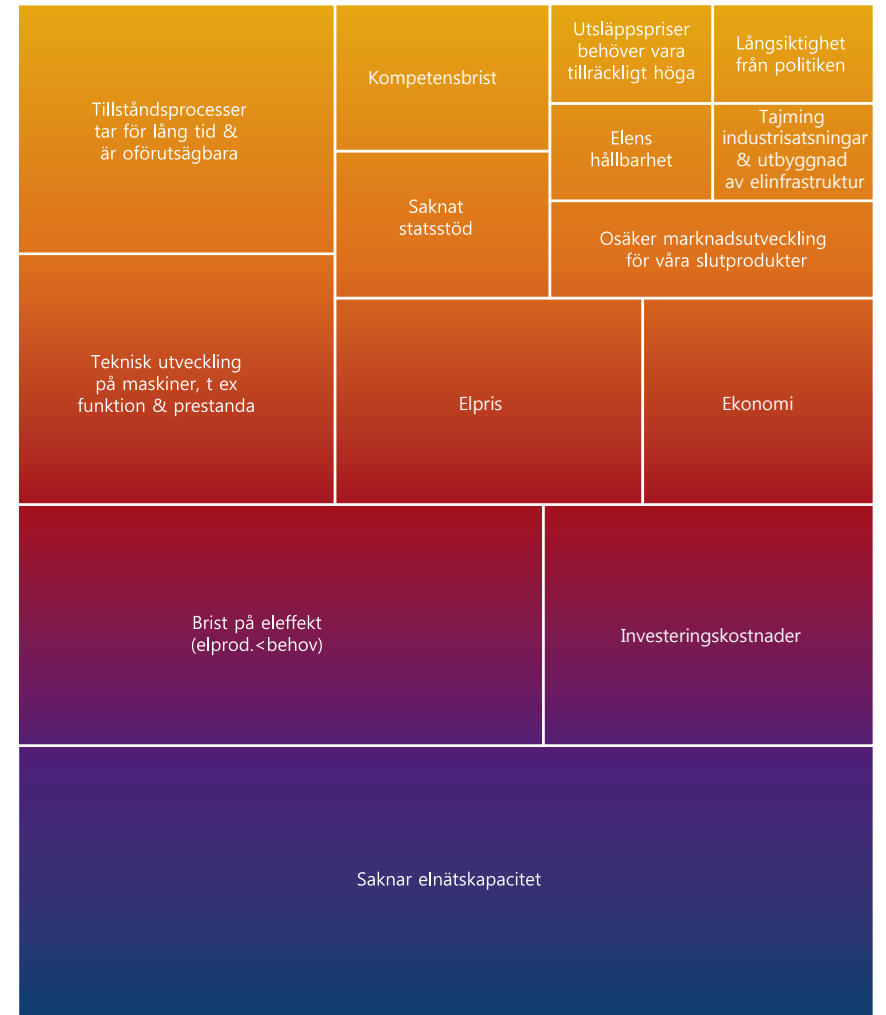 Tillståndsprocesser
tar för lång tid &
är oförutsägbara
Kompetensbrist
Utsläppspriser
behöver vara
tillräckligt höga
Långsiktighet
från politiken
Elens
hållbarhet
Tajming
industrisatsningar
& utbyggnad
av elinfrastruktur
Saknat
statsstöd
Osäker marknadsutveckling
för våra slutprodukter
Teknisk utveckling
på maskiner, t ex
funktion & prestanda
Elpris
Ekonomi
Brist på eleffekt
(elprod.<behov)
Investeringskostnader
Saknar elnätskapacitet